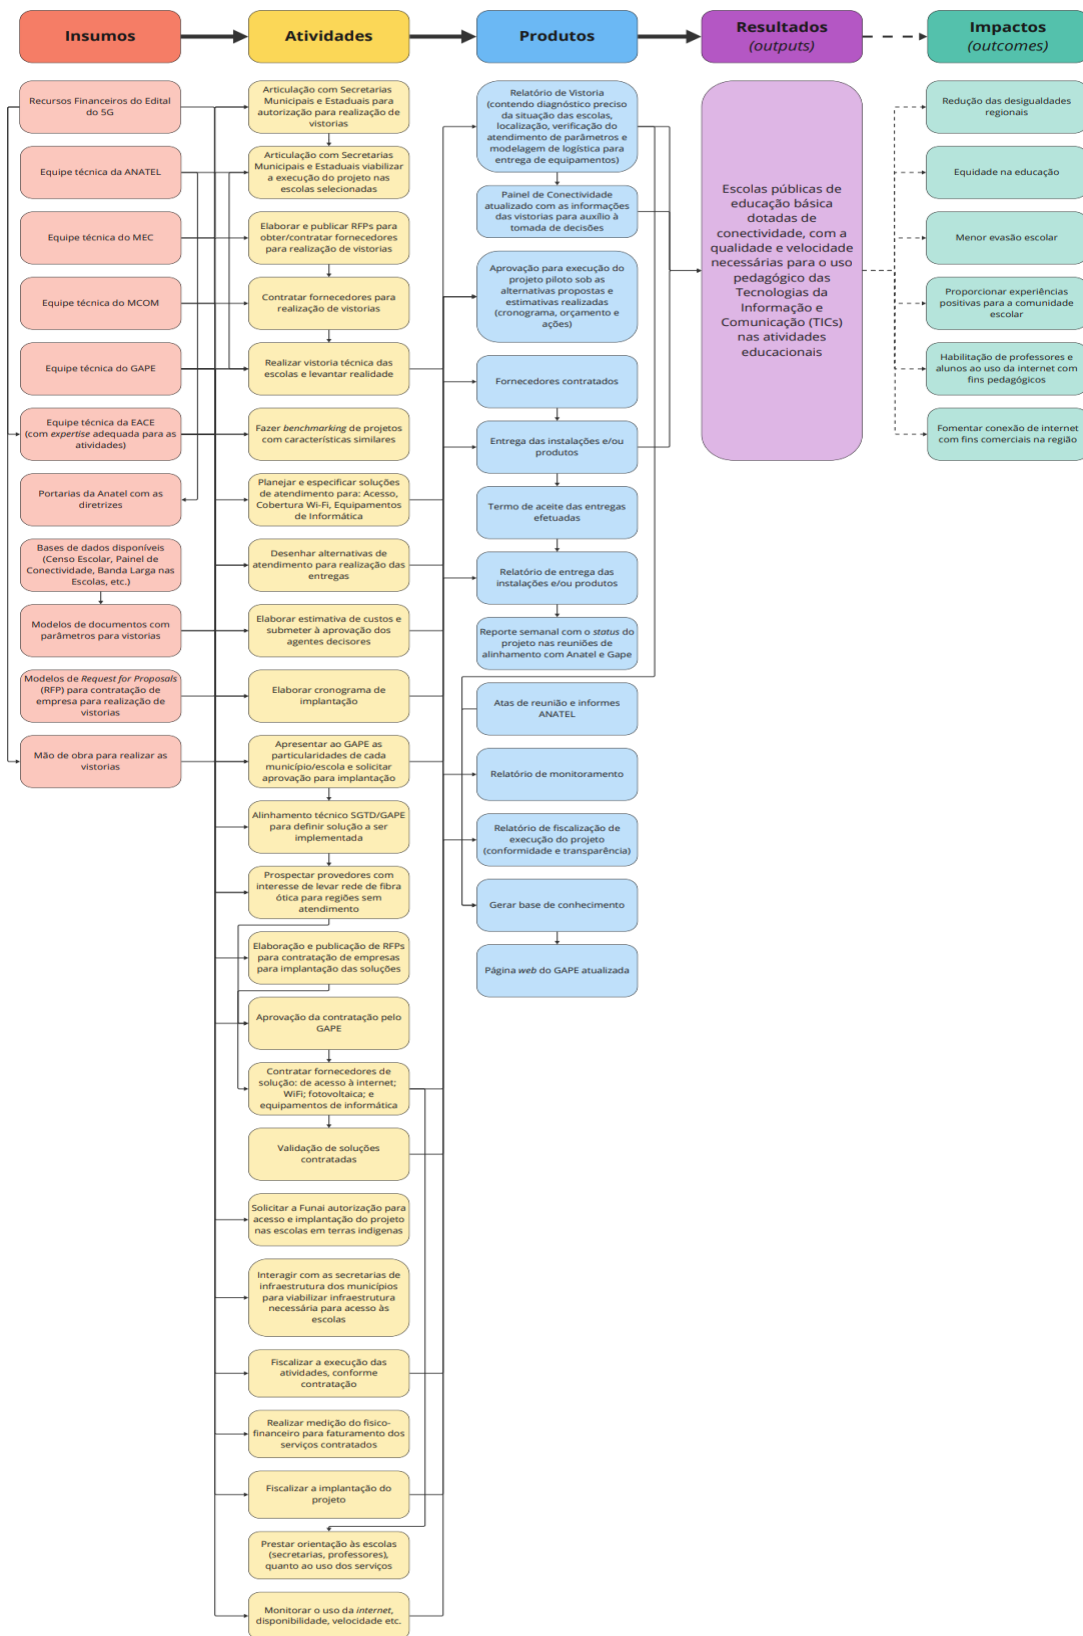 Insumos
Atividades
Produtos
Resultados
(outputs)
Impactos
(outcomes)
Recursos Financeiros do Edital
do 5G
Equipe técnica da ANATEL
Equipe técnica do MEC
Equipe técnica do MCOM
Equipe técnica do GAPE
Equipe técnica da EACE
(com expertise adequada para as
atividades)
Portarias da Anatel com as
diretrizes
Bases de dados disponíveis
(Censo Escolar, Painel de
Conectividade, Banda Larga nas
Escolas, etc.)
Modelos de documentos com
parâmetros para vistorias
Modelos de Request for Proposals
(RFP) para contratação de
empresa para realização de
vistorias
Mão de obra para realizar as
vistorias
Articulação com Secretarias
Municipais e Estaduais para
autorização para realização de
vistorias
Articulação com Secretarias
Municipais e Estaduais viabilizar
a execução do projeto nas
escolas selecionadas
Elaborar e publicar RFPs para
obter/contratar fornecedores
para realização de vistorias
Contratar fornecedores para
realização de vistorias
Realizar vistoria técnica das
escolas e levantar realidade
Fazer benchmarking de projetos
com características similares
Planejar e especificar soluções
de atendimento para: Acesso,
Cobertura Wi-Fi, Equipamentos
de Informática
Desenhar alternativas de
atendimento para realização das
entregas
Elaborar estimativa de custos e
submeter à aprovação dos
agentes decisores
Elaborar cronograma de
implantação
Apresentar ao GAPE as
particularidades de cada
município/escola e solicitar
aprovação para implantação
Alinhamento técnico SGTD/GAPE
para definir solução a ser
implementada
Prospectar provedores com
interesse de levar rede de fibra
ótica para regiões sem
atendimento
Elaboração e publicação de RFPs
para contratação de empresas
para implantação das soluções
Aprovação da contratação pelo
GAPE
Contratar fornecedores de
solução: de acesso à internet;
WiFi; fotovoltaica; e
equipamentos de informática
Validação de soluções
contratadas
Solicitar a Funai autorização para
acesso e implantação do projeto
nas escolas em terras indígenas
Interagir com as secretarias de
infraestrutura dos municípios
para viabilizar infraestrutura
necessária para acesso às
escolas
Fiscalizar a execução das
atividades, conforme
contratação
Realizar medição do fisico-
financeiro para faturamento dos
serviços contratados
Fiscalizar a implantação do
projeto
Prestar orientação às escolas
(secretarias, professores),
quanto ao uso dos serviços
Monitorar o uso da internet,
disponibilidade, velocidade etc.
Relatório de Vistoria
(contendo diagnóstico preciso
da situação das escolas,
localização, verificação do
atendimento de parâmetros e
modelagem de logística para
entrega de equipamentos)
Painel de Conectividade
atualizado com as informações
das vistorias para auxílio à
tomada de decisões
Aprovação para execução do
projeto piloto sob as
alternativas propostas e
estimativas realizadas
(cronograma, orçamento e
ações)
Fornecedores contratados
Entrega das instalações e/ou
produtos
Termo de aceite das entregas
efetuadas
Relatório de entrega das
instalações e/ou produtos
Reporte semanal com o status do
projeto nas reuniões de
alinhamento com Anatel e Gape
Atas de reunião e informes
ANATEL
Relatório de monitoramento
Relatório de fiscalização de
execução do projeto
(conformidade e transparência)
Gerar base de conhecimento
Página web do GAPE atualizada
Escolas públicas de
educação básica
dotadas de
conectividade, com a
qualidade e velocidade
necessárias para o uso
pedagógico das
Tecnologias da
Informação e
Comunicação (TICs)
nas atividades
educacionais
Redução das desigualdades
regionais
Equidade na educação
Menor evasão escolar
Proporcionar experiências
positivas para a comunidade
escolar
Habilitação de professores e
alunos ao uso da internet com
fins pedagógicos
Fomentar conexão de internet
com fins comerciais na região